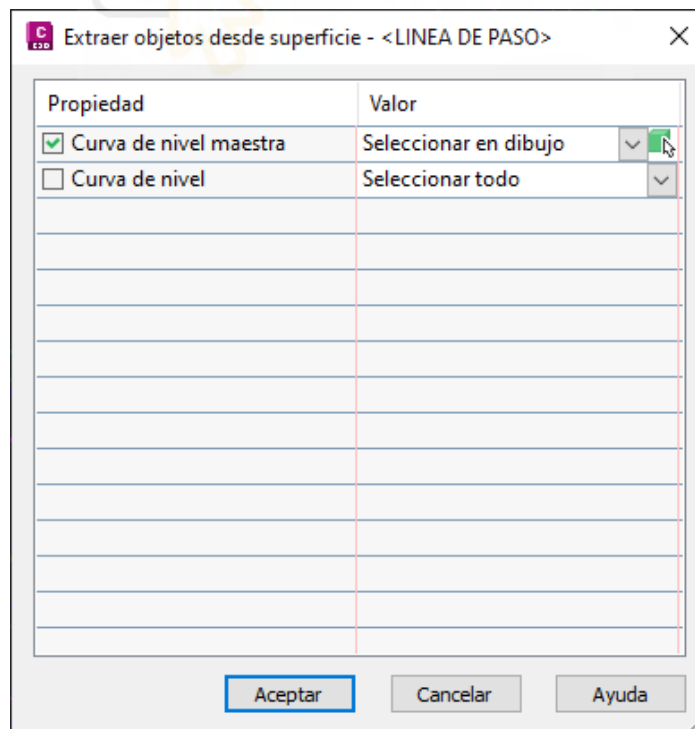 C
C3D
Extraer objetos desde superficie - <LINEA DE PASO>
Propiedad Valor
Curva de nivel maestra Seleccionar en dibujo
Curva de nivel Seleccionar todo
Aceptar Cancelar Ayuda